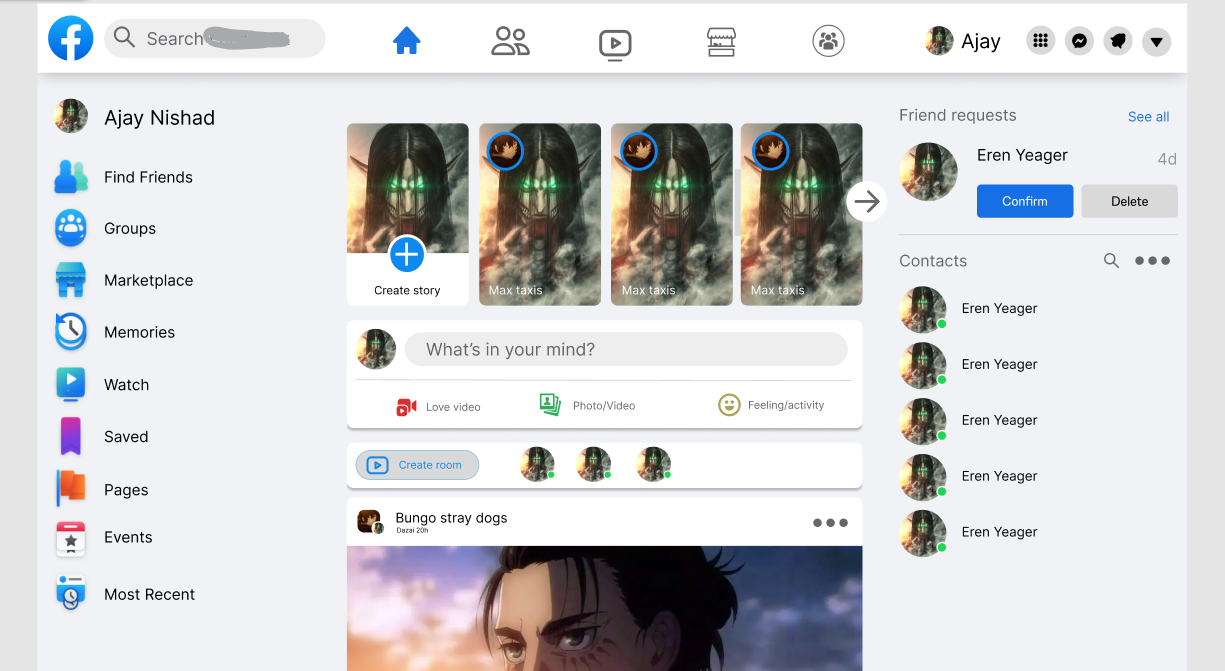 Search
Ajay
Ajay Nishad
Find Friends
Groups
Marketplace
Memories
Watch
Saved
Pages
Events
Most Recent
Create story
Max taxis
Max taxis
Max taxis
What's in your mind?
Love video
Photo/Video
Feeling/activity
Create room
Bungo stray dogs
Dazai 20h
Friend requests
See all
Eren Yeager
4d
Confirm
Delete
Contacts
Eren Yeager
Eren Yeager
Eren Yeager
Eren Yeager
Eren Yeager